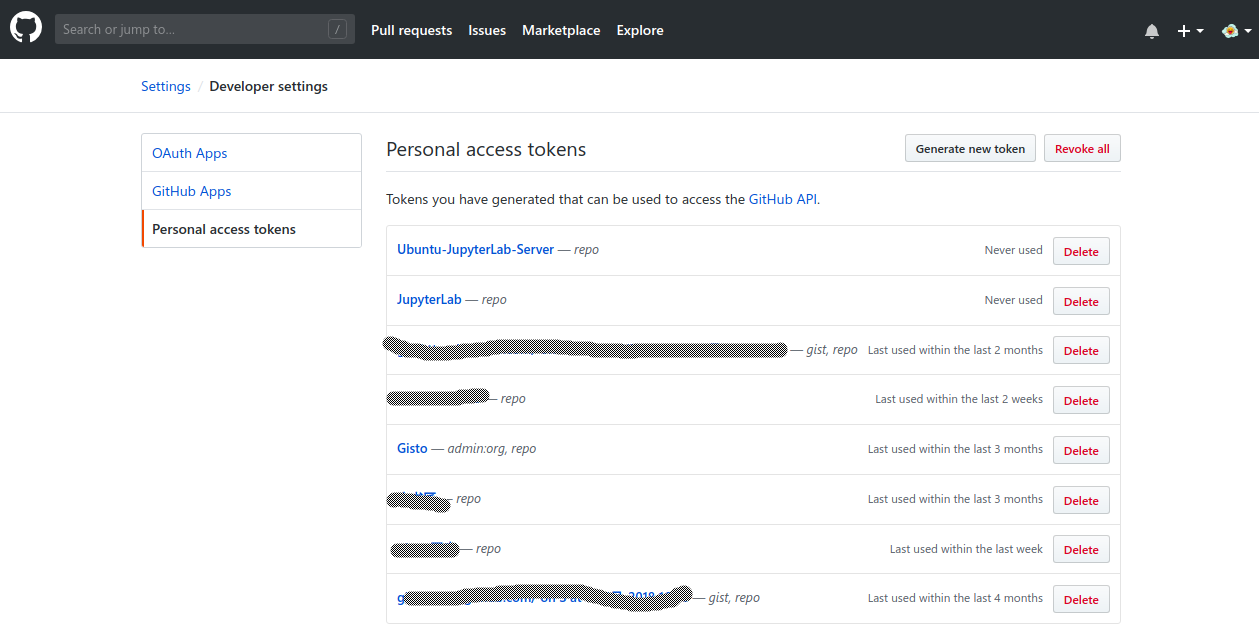 Search or jump to... /
Pull requests Issues Marketplace Explore
Settings / Developer settings
OAuth Apps
GitHub Apps
Personal access tokens
Personal access tokens
Generate new token Revoke all
Tokens you have generated that can be used to access the GitHub API.
Ubuntu-JupyterLab-Server — repo Never used Delete
JupyterLab — repo Never used Delete
— gist, repo Last used within the last 2 months Delete
— repo Last used within the last 2 weeks Delete
Gisto — admin:org, repo Last used within the last 3 months Delete
— repo Last used within the last 3 months Delete
— repo Last used within the last week Delete
— gist, repo Last used within the last 4 months Delete